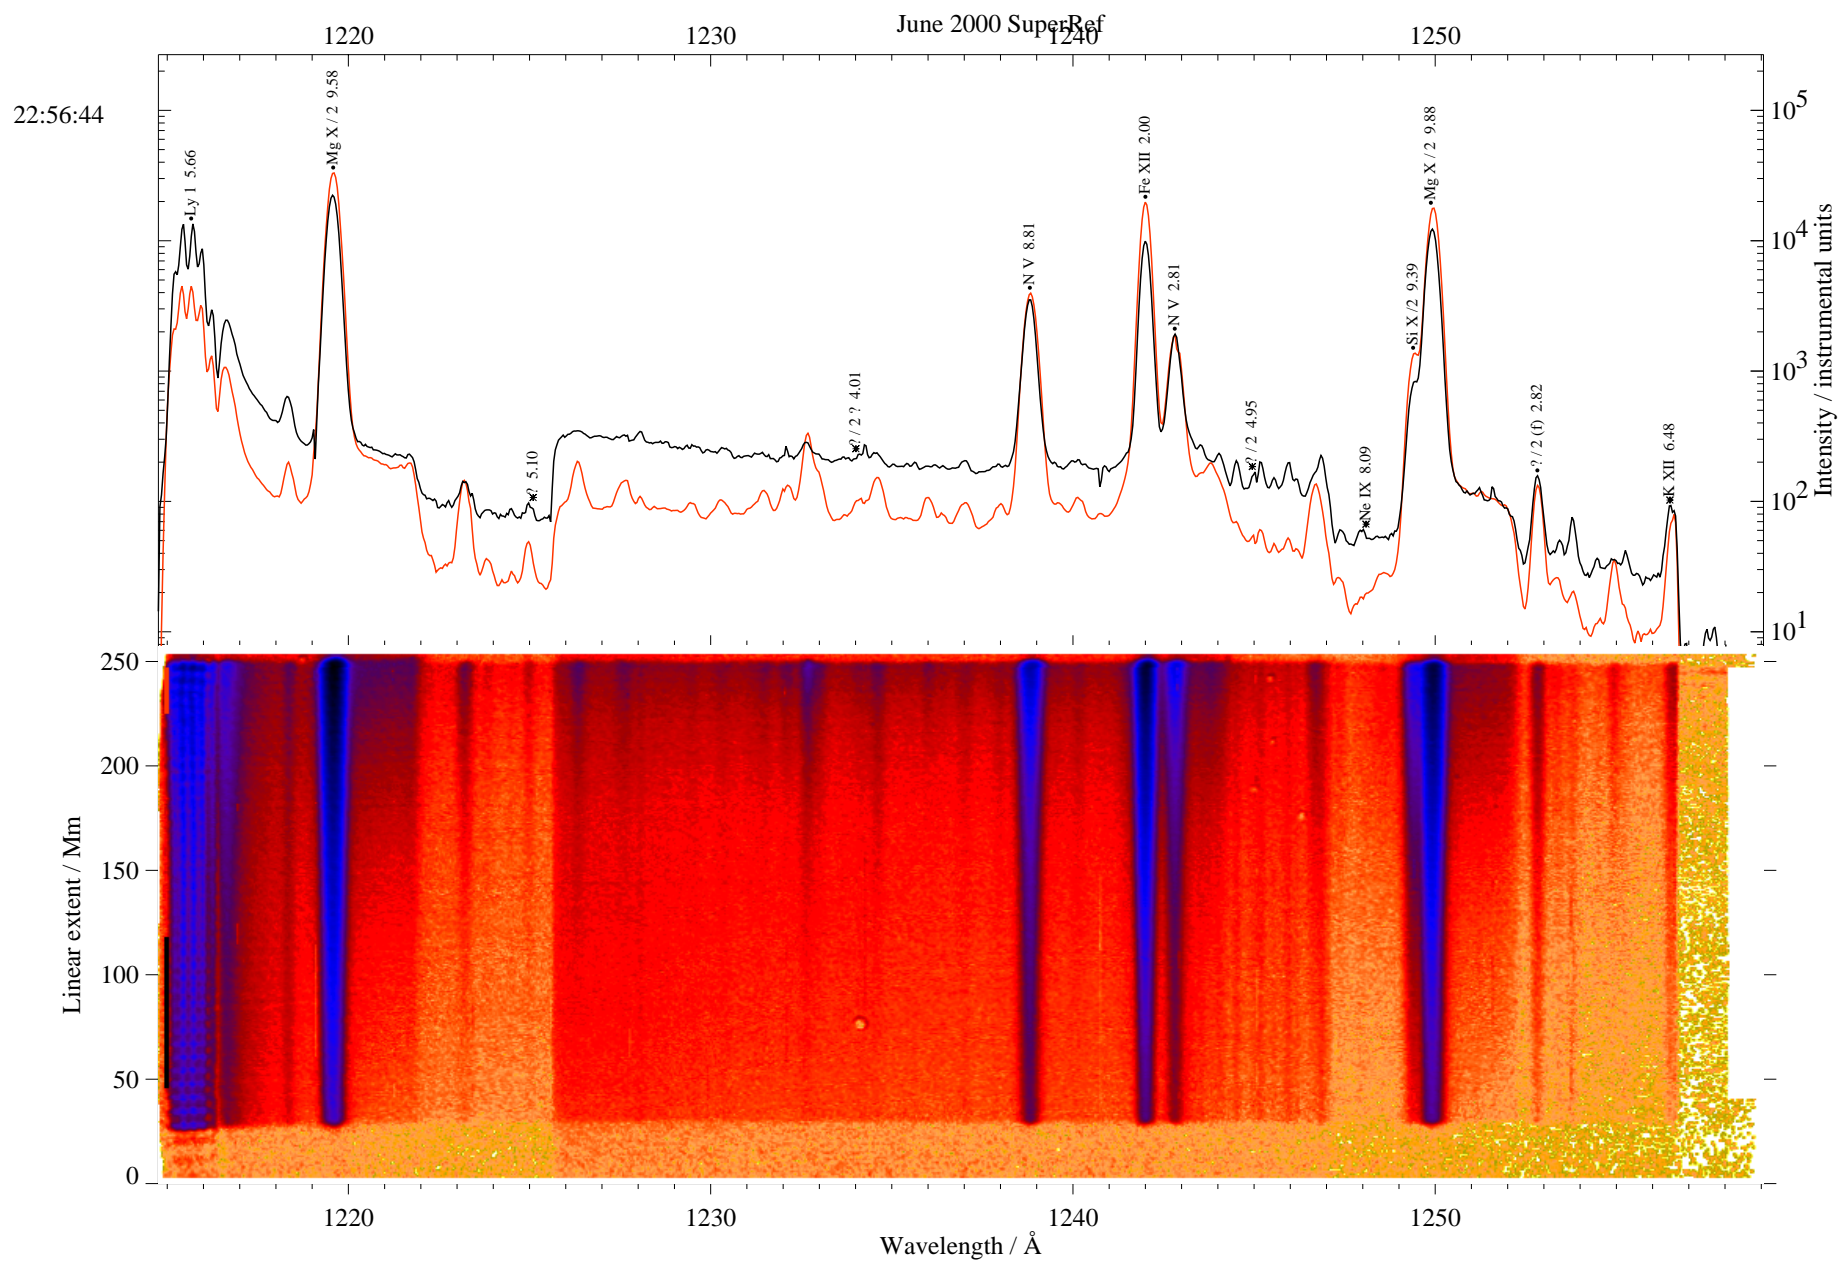 June 2000 SuperRef
1220 1230 1240 1250
22:56:44
Ly 1 5.66
Mg X / 2 9.58
? 5.10
? / 2 ? 4.01
N V 8.81
Fe XII 2.00
N V 2.81
? / 2 4.95
Ne IX 8.09
Si X /2 9.39
Mg X / 2 9.88
? / 2 (f) 2.82
K XII 6.48
10^5
10^4
10^3
10^2
10^1
Intensity / instrumental units
250
200
150
100
50
0
Linear extent / Mm
1220 1230 1240 1250
Wavelength / Å